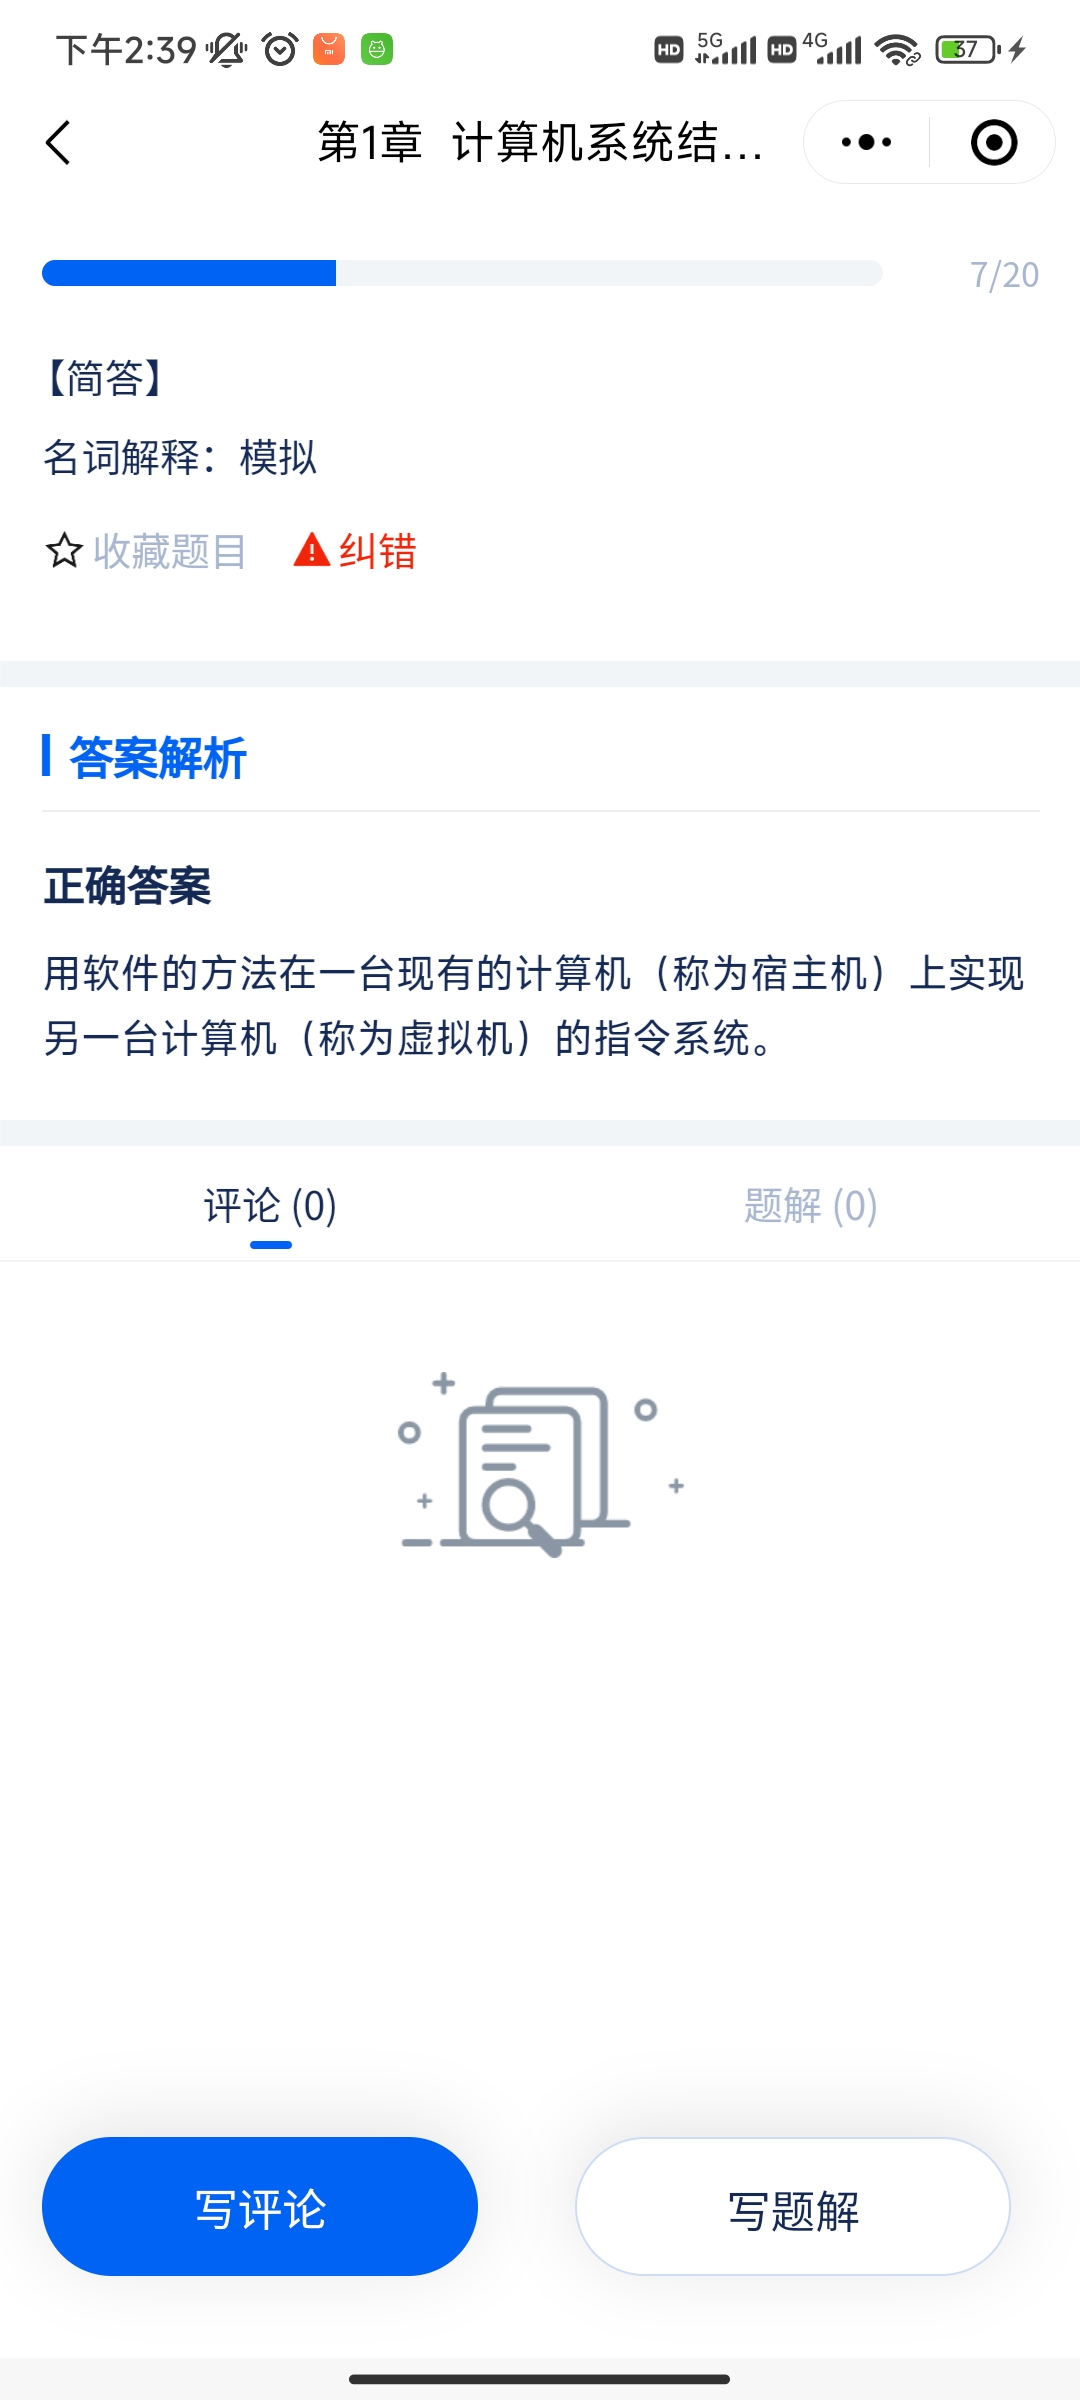 下午2:39 HD 5G HD 4G 37
第1章 计算机系统结...
7/20
【简答】
名词解释：模拟
收藏题目 纠错
答案解析
正确答案
用软件的方法在一台现有的计算机（称为宿主机）上实现
另一台计算机（称为虚拟机）的指令系统。
评论 (0) 题解 (0)
写评论 写题解